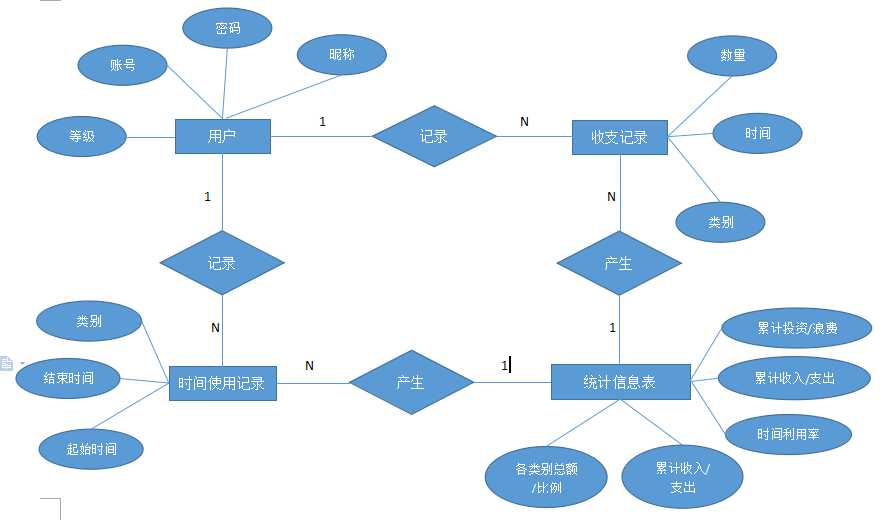 密码
昵称
数量
账号
等级
用户
1
记录
N
收支记录
时间
1
N
类别
记录
产生
类别
N
1
累计投资/浪费
结束时间
时间使用记录
N
产生
1
统计信息表
累计收入/支出
起始时间
时间利用率
各类别总额
/比例
累计收入/
支出